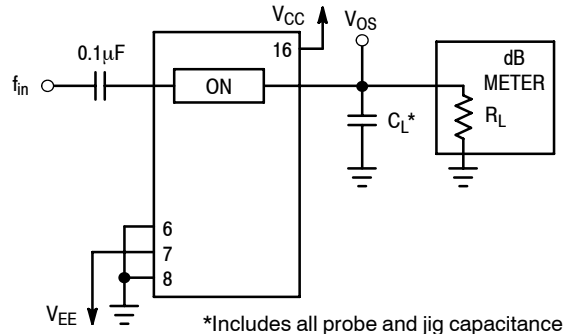 V_CC
V_OS
0.1μF
16
dB
METER
f_in
ON
C_L*
R_L
6
7
8
V_EE
*Includes all probe and jig capacitance